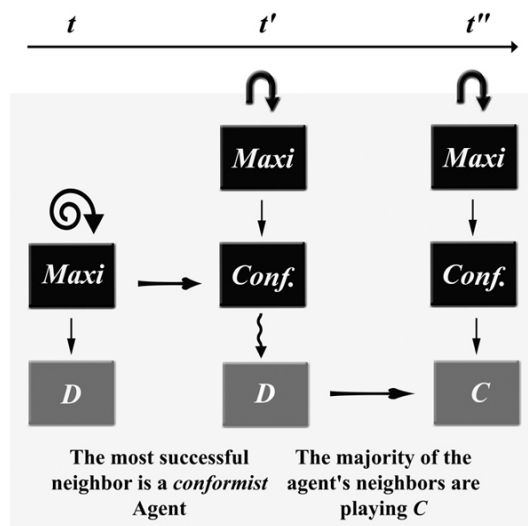 t t' t''
Maxi Maxi
Maxi Conf. Conf.
D D C
The most successful
neighbor is a conformist
Agent
The majority of the
agent's neighbors are
playing C